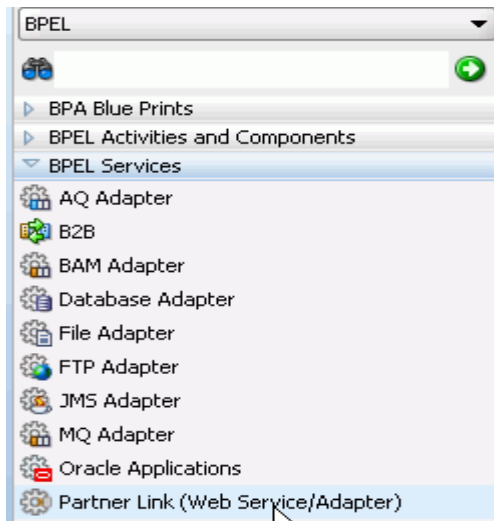 BPEL
BPA Blue Prints
BPEL Activities and Components
BPEL Services
AQ Adapter
B2B
BAM Adapter
Database Adapter
File Adapter
FTP Adapter
JMS Adapter
MQ Adapter
Oracle Applications
Partner Link (Web Service/Adapter)